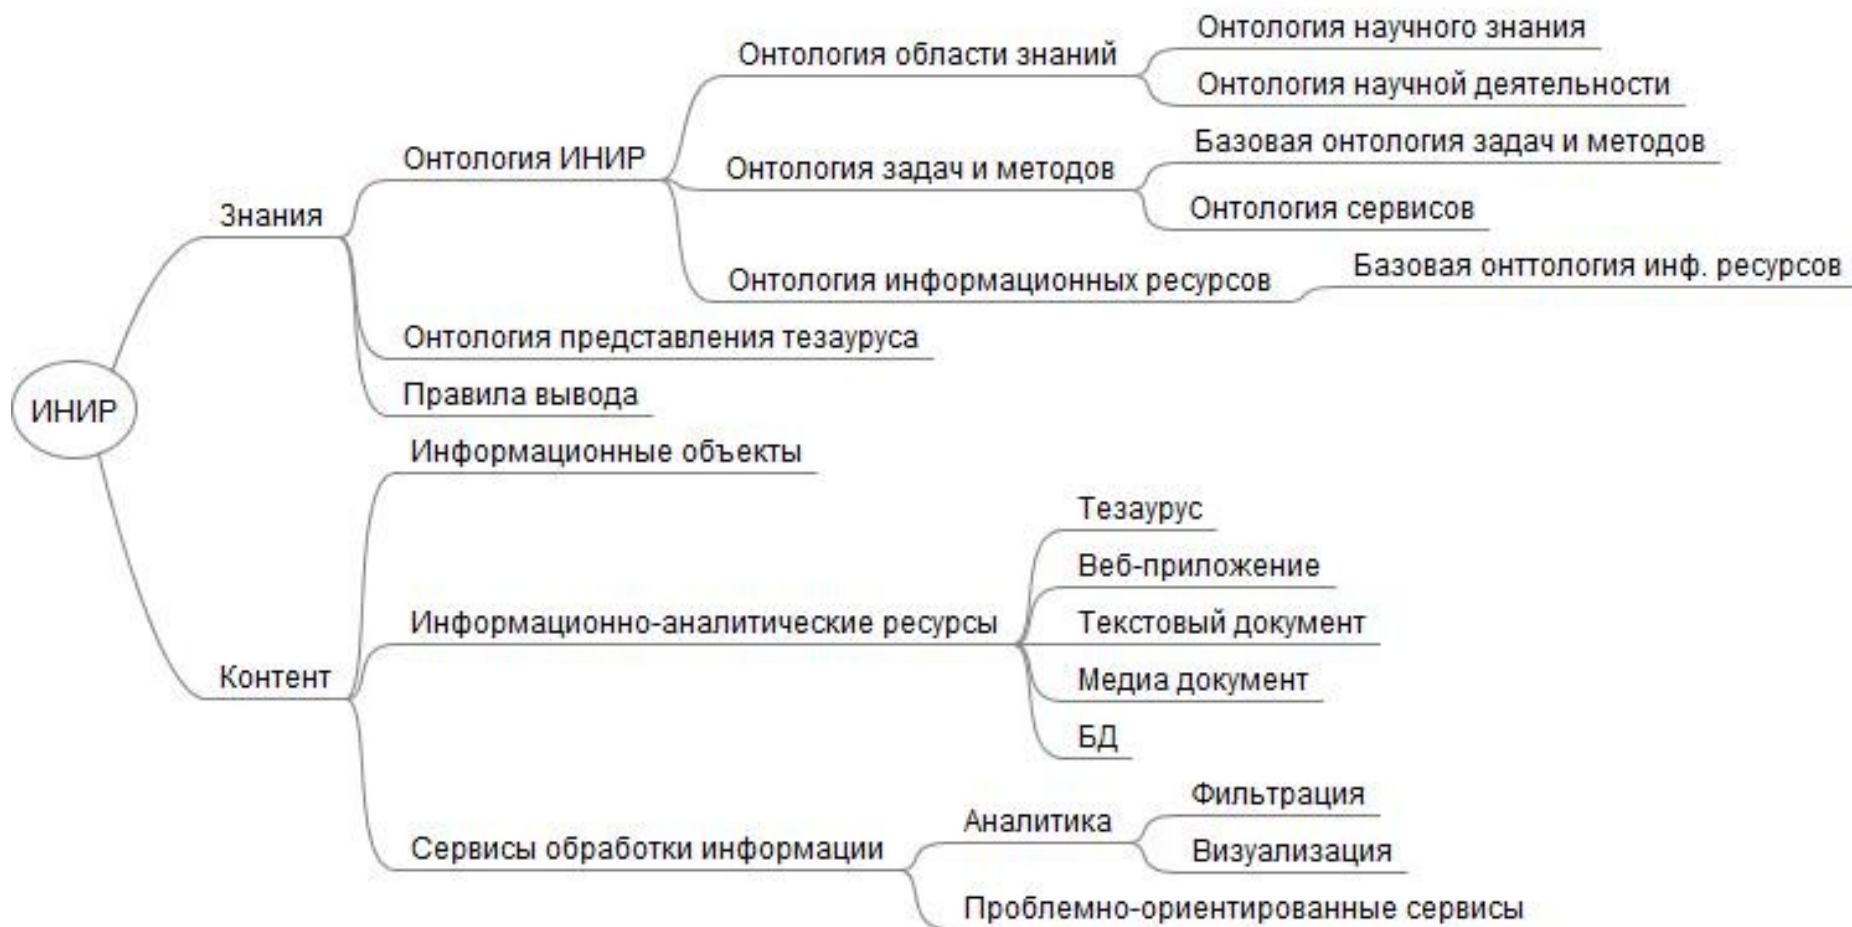 ИНИР
Знания
Онтология ИНИР
Онтология области знаний
Онтология научного знания
Онтология научной деятельности
Онтология задач и методов
Базовая онтология задач и методов
Онтология сервисов
Онтология информационных ресурсов
Базовая онттология инф. ресурсов
Онтология представления тезауруса
Правила вывода
Контент
Информационные объекты
Информационно-аналитические ресурсы
Тезаурус
Веб-приложение
Текстовый документ
Медиа документ
БД
Сервисы обработки информации
Аналитика
Фильтрация
Визуализация
Проблемно-ориентированные сервисы